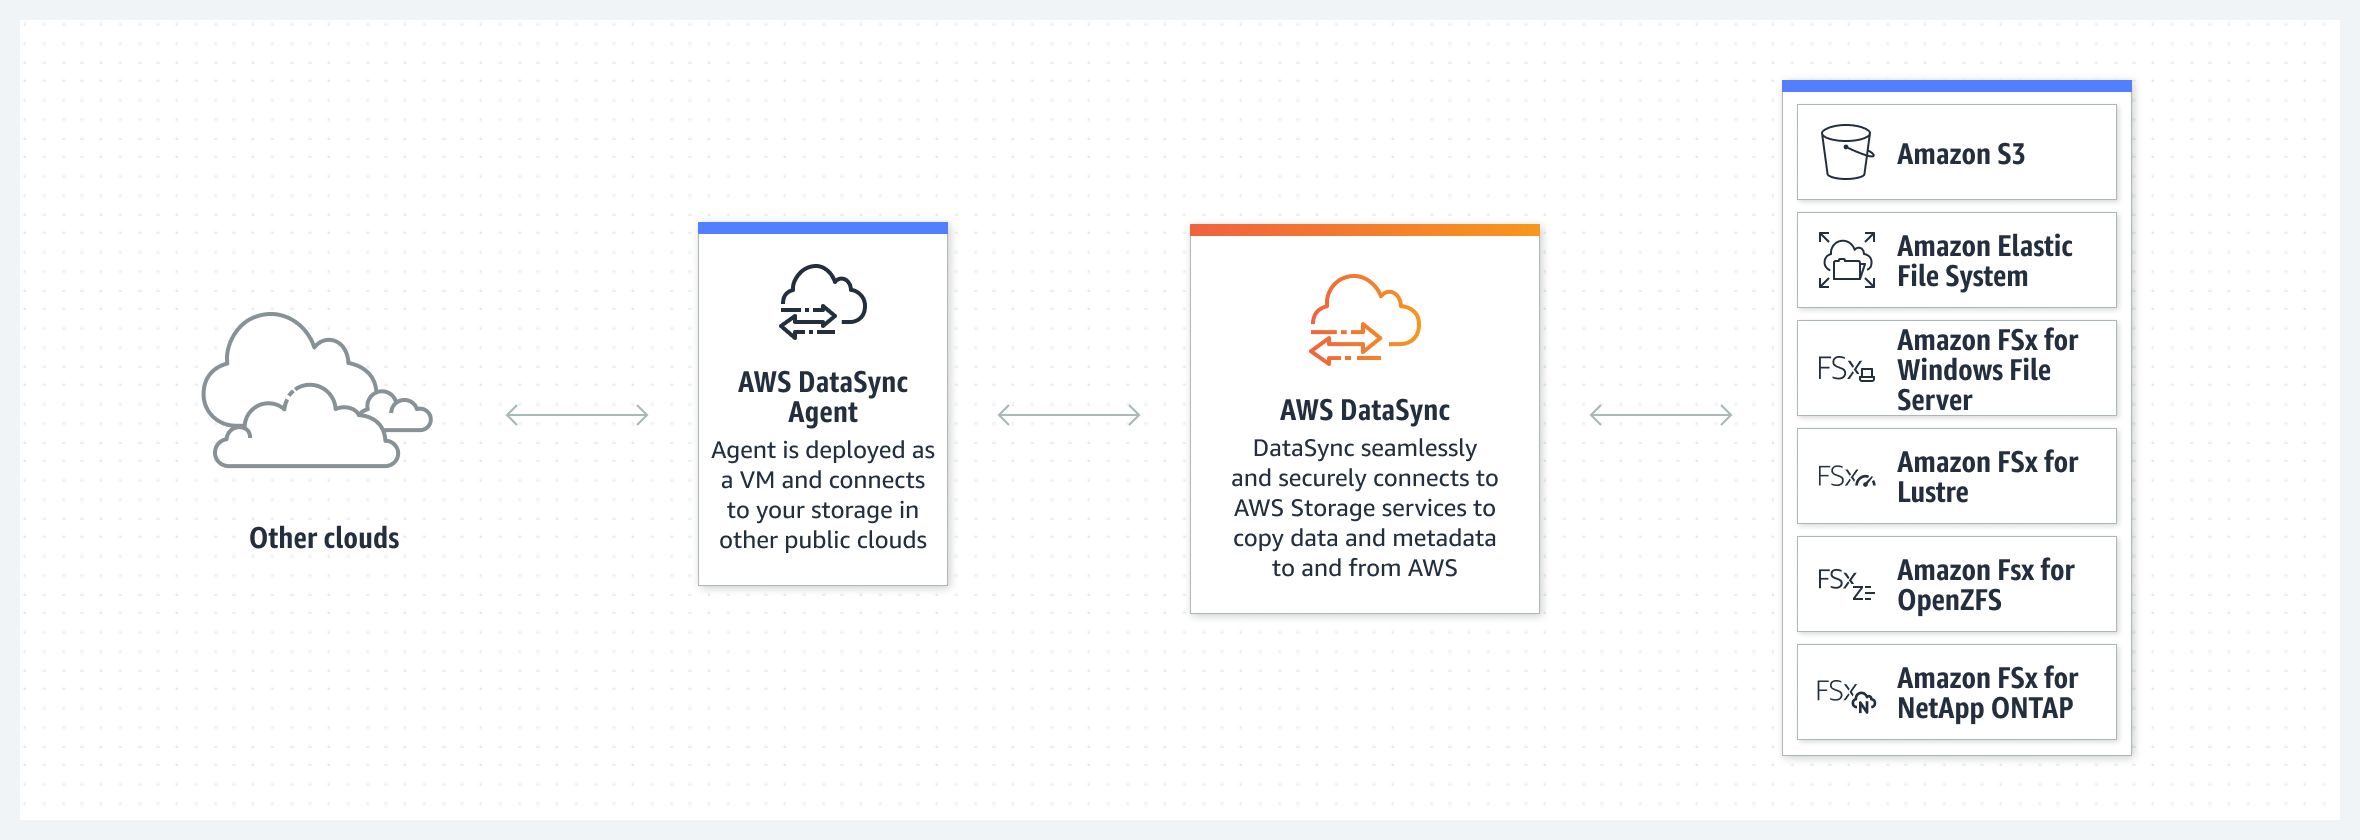 Other clouds
AWS DataSync
Agent
Agent is deployed as
a VM and connects
to your storage in
other public clouds
AWS DataSync
DataSync seamlessly
and securely connects to
AWS Storage services to
copy data and metadata
to and from AWS
Amazon S3
Amazon Elastic
File System
FSx
Amazon FSx for
Windows File
Server
FSx
Amazon FSx for
Lustre
FSx
Z
Amazon Fsx for
OpenZFS
FSx
N
Amazon FSx for
NetApp ONTAP